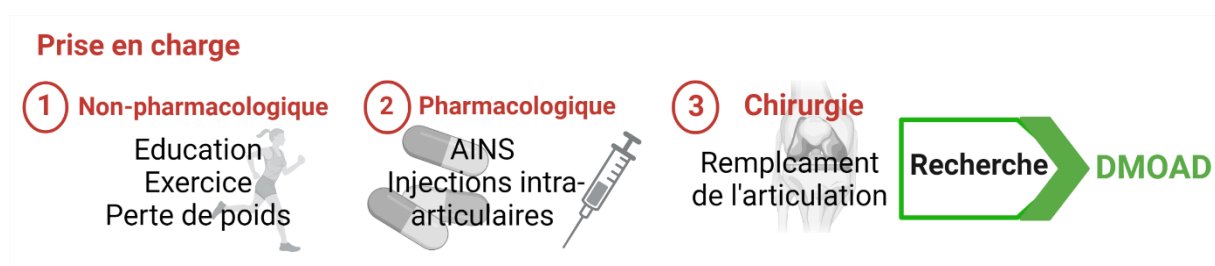 Prise en charge
1 Non-pharmacologique
Education
Exercice
Perte de poids
2 Pharmacologique
AINS
Injections intra-
articulaires
3 Chirurgie
Remplcament
de l'articulation
Recherche
DMOAD